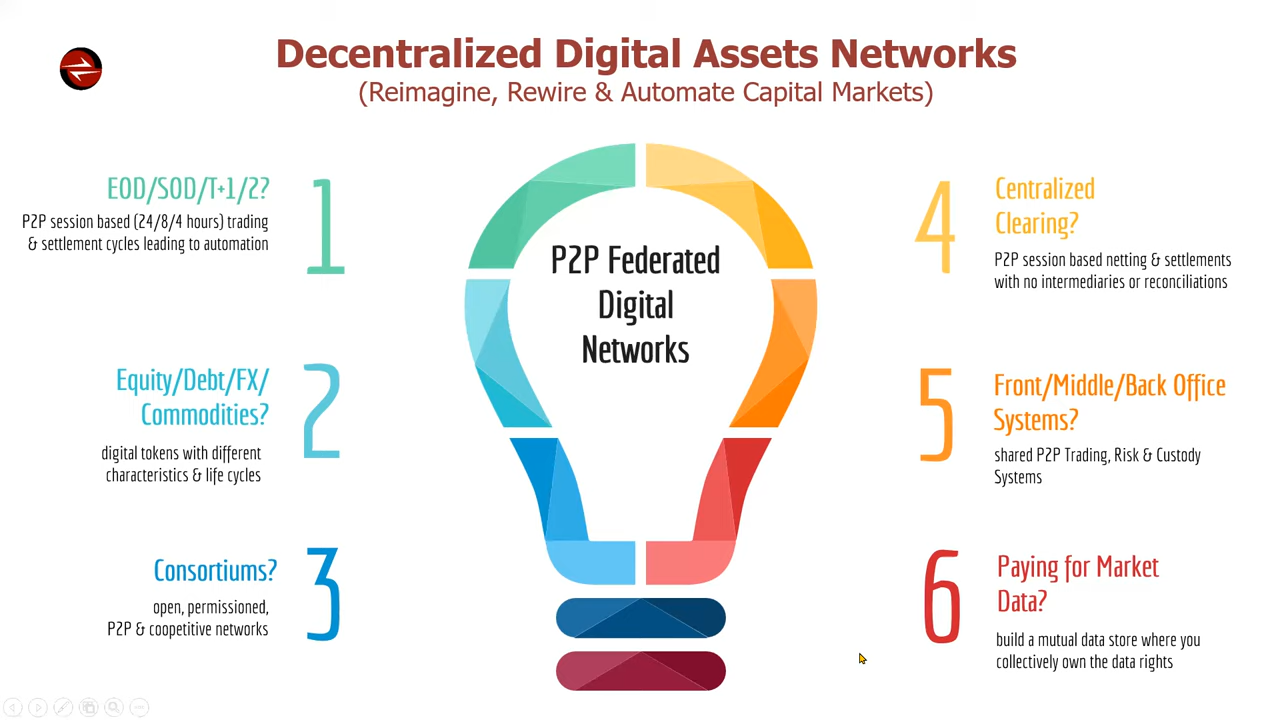 Decentralized Digital Assets Networks
(Reimagine, Rewire & Automate Capital Markets)
EOD/SOD/T+1/2?
P2P session based (24/8/4 hours) trading
& settlement cycles leading to automation
1
Equity/Debt/FX/
Commodities?
digital tokens with different
characteristics & life cycles
2
Consortiums?
open, permissioned,
P2P & coopetitive networks
3
P2P Federated
Digital
Networks
4
Centralized
Clearing?
P2P session based netting & settlements
with no intermediaries or reconciliations
5
Front/Middle/Back Office
Systems?
shared P2P Trading, Risk & Custody
Systems
6
Paying for Market
Data?
build a mutual data store where you
collectively own the data rights